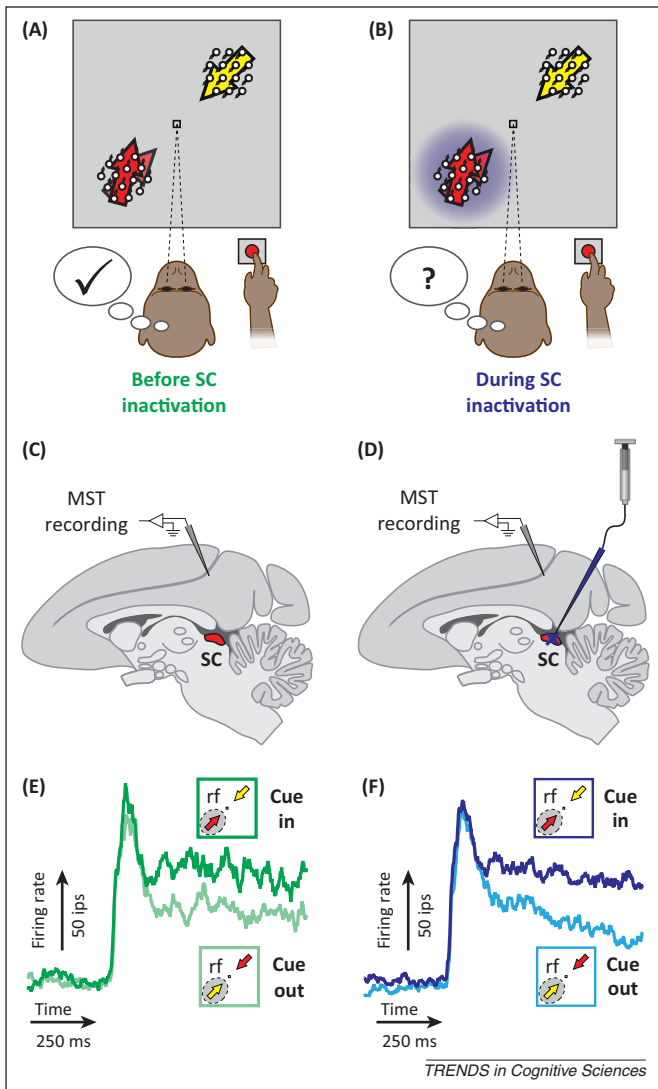 (A)
(B)
?
Before SC
inactivation
During SC
inactivation
(C)
(D)
MST
recording
MST
recording
SC
SC
(E)
(F)
rf
Cue
in
rf
Cue
in
Firing rate
50 ips
Firing rate
50 ips
rf
Cue
out
rf
Cue
out
Time
250 ms
Time
250 ms
TRENDS in Cognitive Sciences